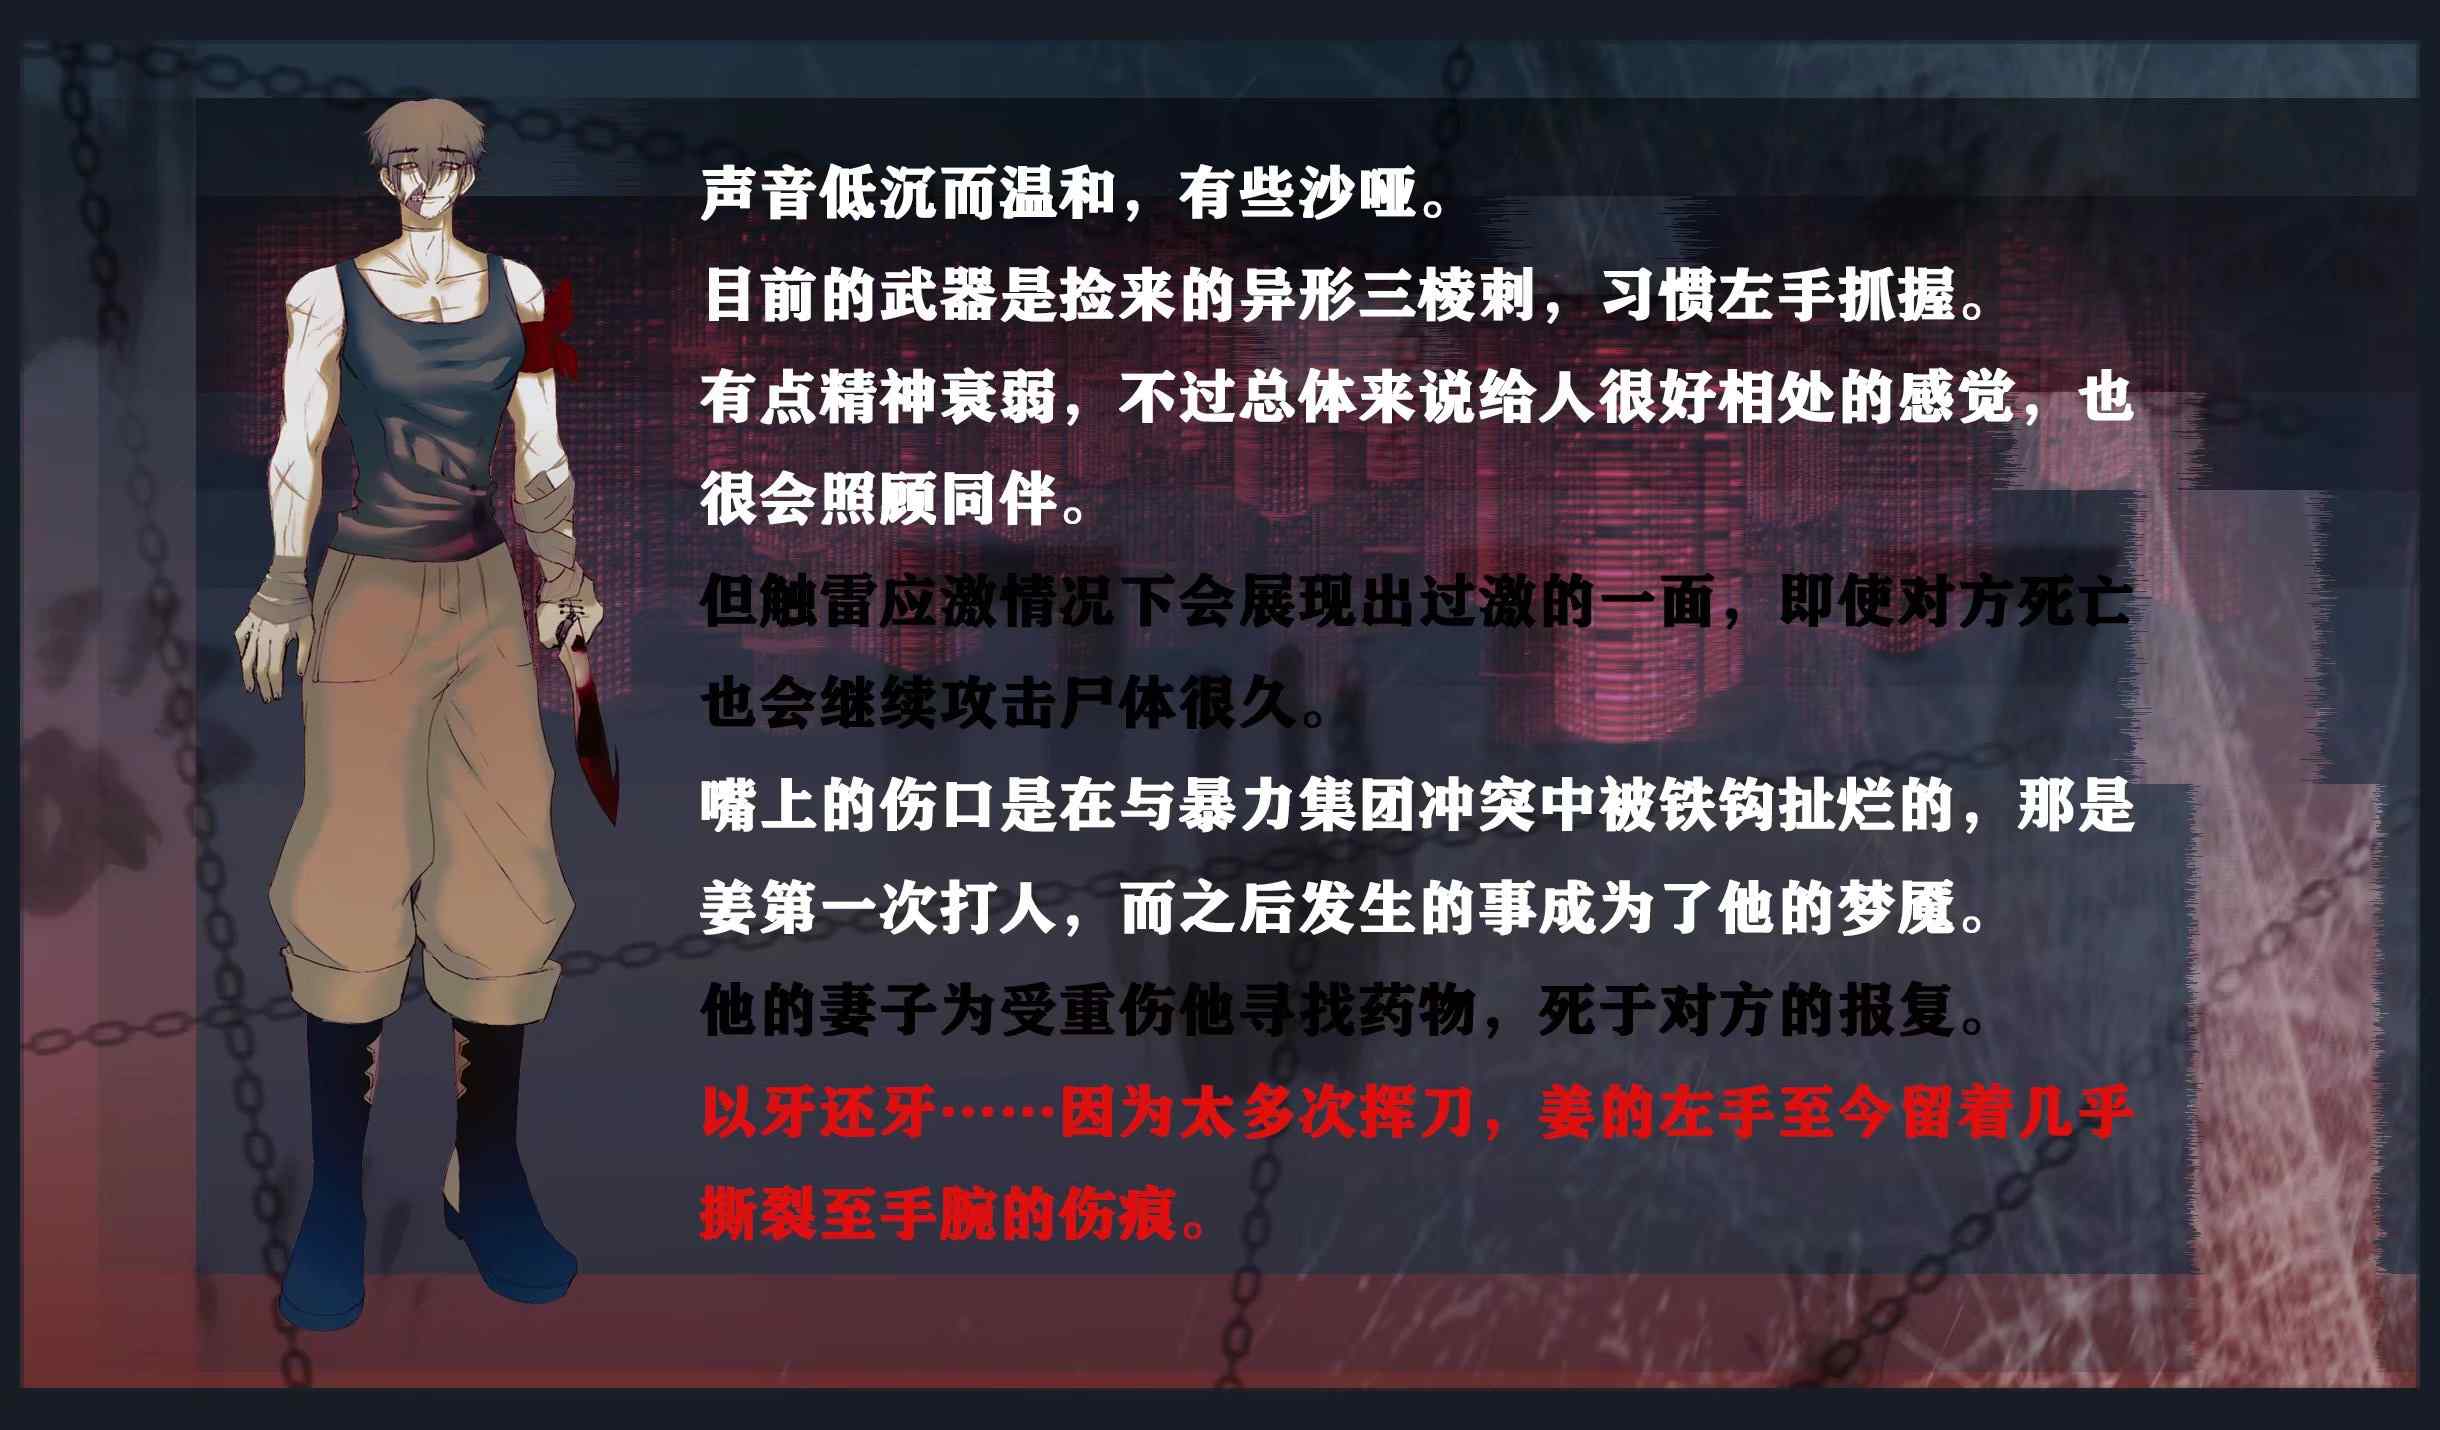 声音低沉而温和，有些沙哑。
目前的武器是捡来的异形三棱刺，习惯左手抓握。
有点精神衰弱，不过总体来说给人很好相处的感觉，也
很会照顾同伴。
但触雷应激情况下会展现出过激的一面，即使对方死亡
也会继续攻击尸体很久。
嘴上的伤口是在与暴力集团冲突中被铁钩扯烂的，那是
姜第一次打人，而之后发生的事成为了他的梦魇。
他的妻子为受重伤他寻找药物，死于对方的报复。
以牙还牙……因为太多次挥刀，姜的左手至今留着几乎
撕裂至手腕的伤痕。